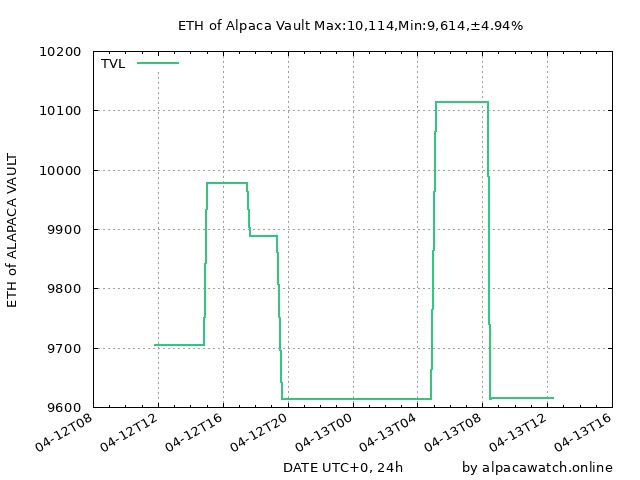 ETH of Alpaca Vault Max:10,114,Min:9,614,±4.94%
TVL
10200
10100
10000
9900
9800
9700
9600
ETH of ALAPACA VAULT
04-12T08 04-12T12 04-12T16 04-12T20 04-13T00 04-13T04 04-13T08 04-13T12 04-13T16
DATE UTC+0, 24h by alpacawatch.online